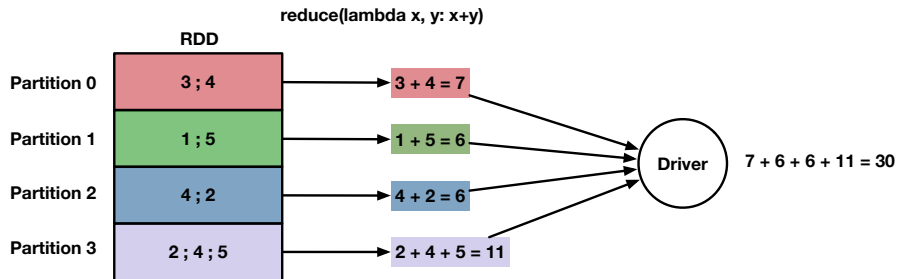 reduce(lambda x, y: x+y)
RDD
Partition 0
3 ; 4
3 + 4 = 7
Partition 1
1 ; 5
1 + 5 = 6
Partition 2
4 ; 2
4 + 2 = 6
Partition 3
2 ; 4 ; 5
2 + 4 + 5 = 11
Driver
7 + 6 + 6 + 11 = 30